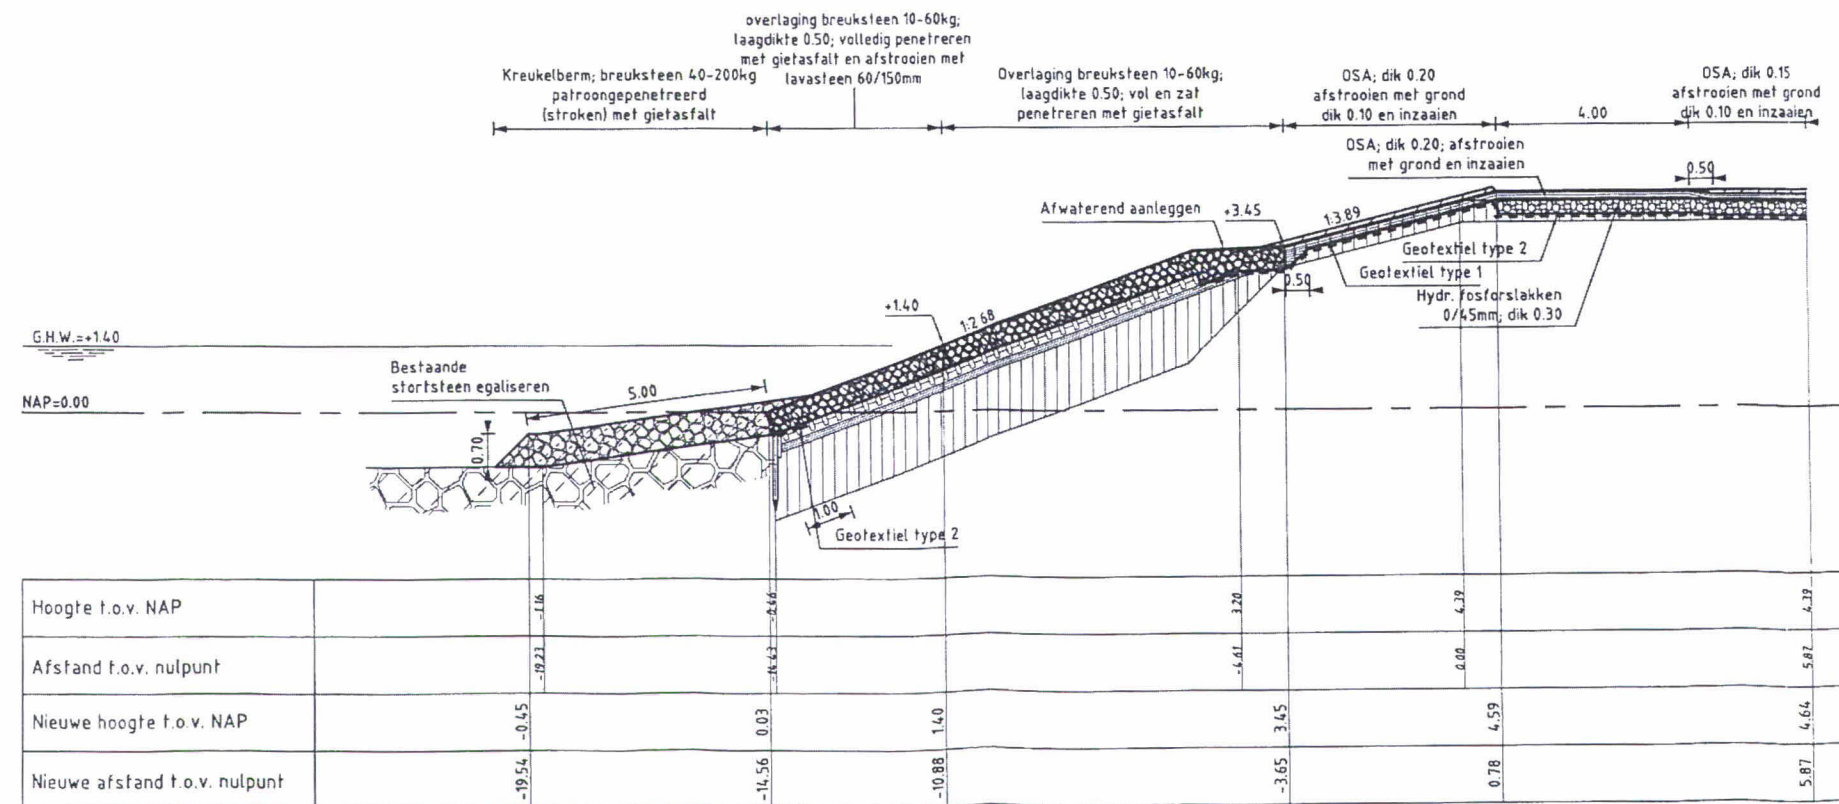 overlaging breuksteen 10-60kg;
laagdikte 0.50; volledig penetreren
met gietasfalt en afstrooien met
lavasteen 60/150mm
Kreukelberm; breuksteen 40-200kg
patroongepenetreerd
(stroken) met gietasfalt
Overlaging breuksteen 10-60kg;
laagdikte 0.50; vol en zat
penetreren met gietasfalt
OSA; dik 0.20
afstrooien met grond
dik 0.10 en inzaaien
4.00
OSA; dik 0.15
afstrooien met grond
dik 0.10 en inzaaien
OSA; dik 0.20; afstrooien
met grond en inzaaien
0.50
Afwaterend aanleggen
+3.45
1:3.89
Geotextiel type 2
Geotextiel type 1
0.50
Hydr. fosforslakken
0/45mm; dik 0.30
+1.40
1:2.68
G.H.W.=+1.40
Bestaande
stortsteen egaliseren
5.00
NAP=0.00
0.70
1.00
Geotextiel type 2
Hoogte t.o.v. NAP
-1.16
-0.46
3.20
4.39
4.39
Afstand t.o.v. nulpunt
-19.23
-14.43
-4.61
0.00
5.87
Nieuwe hoogte t.o.v. NAP
-0.45
0.03
1.40
3.45
4.59
4.64
Nieuwe afstand t.o.v. nulpunt
-19.54
-14.56
-10.88
-3.65
0.78
5.87